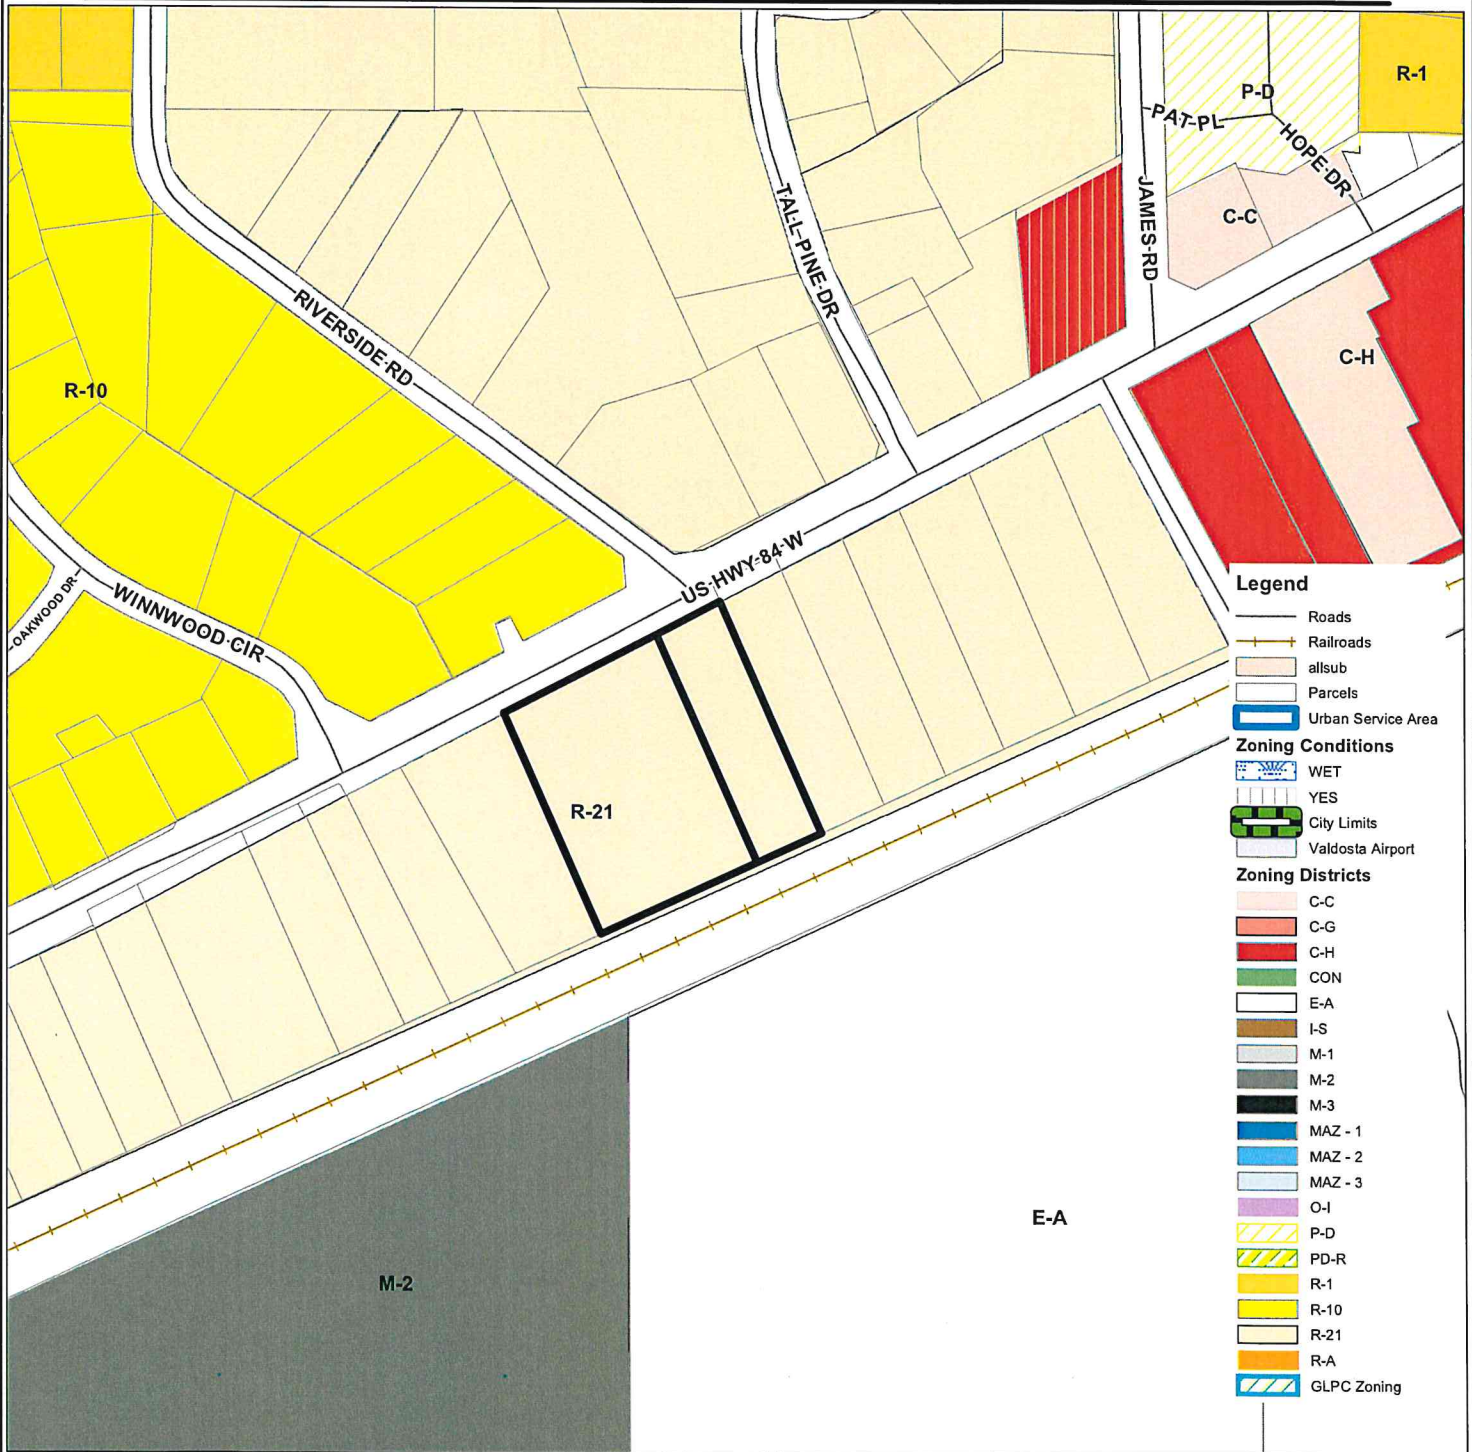 R-1
P-D
PAT PL
HOPE DR
C-C
JAMES RD
TALL PINE DR
RIVERSIDE RD
C-H
R-10
US HWY 84 W
OAKWOOD DR
WINNWOOD CIR
R-21
M-2
E-A
Legend
Roads
Railroads
allsub
Parcels
Urban Service Area
Zoning Conditions
WET
YES
City Limits
Valdosta Airport
Zoning Districts
C-C
C-G
C-H
CON
E-A
I-S
M-1
M-2
M-3
MAZ - 1
MAZ - 2
MAZ - 3
O-I
P-D
PD-R
R-1
R-10
R-21
R-A
GLPC Zoning